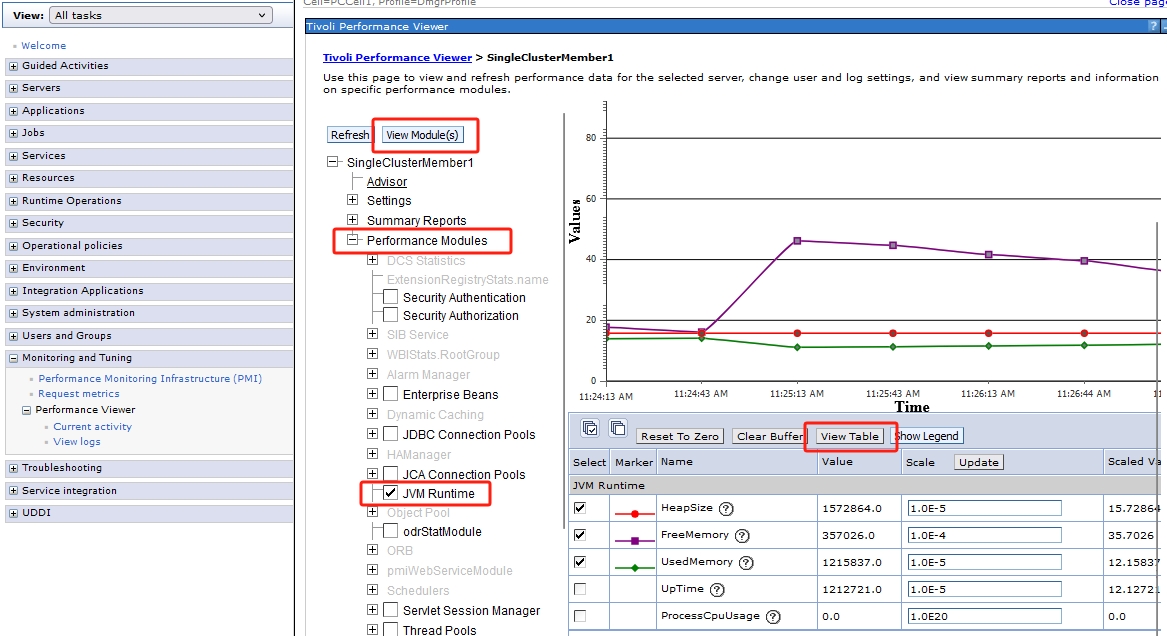 View: All tasks
Cell=PCCell1, Profile=DmgrProfile
Close page
Tivoli Performance Viewer
?
Welcome
Guided Activities
Servers
Applications
Jobs
Services
Resources
Runtime Operations
Security
Operational policies
Environment
Integration Applications
System administration
Users and Groups
Monitoring and Tuning
Performance Monitoring Infrastructure (PMI)
Request metrics
Performance Viewer
Current activity
View logs
Troubleshooting
Service integration
UDDI
Tivoli Performance Viewer > SingleClusterMember1
Use this page to view and refresh performance data for the selected server, change user and log settings, and view summary reports and information
on specific performance modules.
Refresh View Module(s)
SingleClusterMember1
Advisor
Settings
Summary Reports
Performance Modules
DCS Statistics
ExtensionRegistryStats.name
Security Authentication
Security Authorization
SIB Service
WBIStats.RootGroup
Alarm Manager
Enterprise Beans
Dynamic Caching
JDBC Connection Pools
HAManager
JCA Connection Pools
JVM Runtime
Object Pool
odrStatModule
ORB
pmiWebServiceModule
Schedulers
Servlet Session Manager
Thread Pools
Values
80
60
40
20
0
11:24:13 AM 11:24:43 AM 11:25:13 AM 11:25:43 AM 11:26:13 AM 11:26:44 AM 11
Time
Reset To Zero Clear Buffer View Table Show Legend
Select Marker Name Value Scale Update Scaled Va
JVM Runtime
HeapSize ? 1572864.0 1.0E-5 15.72864
FreeMemory ? 357026.0 1.0E-4 35.7026
UsedMemory ? 1215837.0 1.0E-5 12.15837
UpTime ? 1212721.0 1.0E-5 12.12721
ProcessCpuUsage ? 0.0 1.0E20 0.0